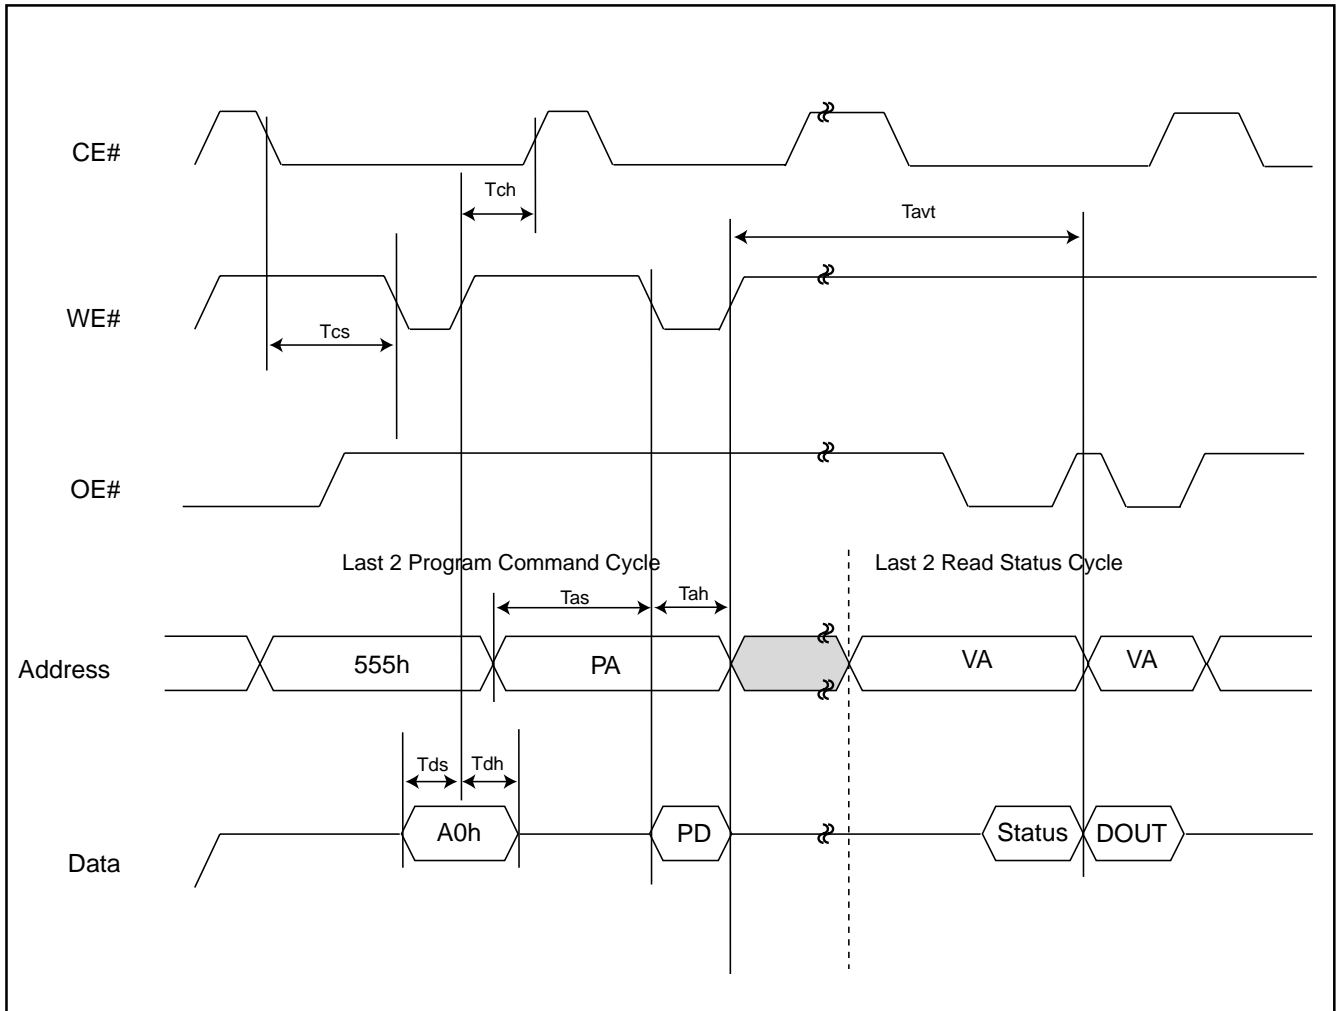 CE#
Tch
Tavt
WE#
Tcs
OE#
Last 2 Program Command Cycle
Last 2 Read Status Cycle
Tas
Tah
Address
555h
PA
VA
VA
Tds
Tdh
Data
A0h
PD
Status
DOUT